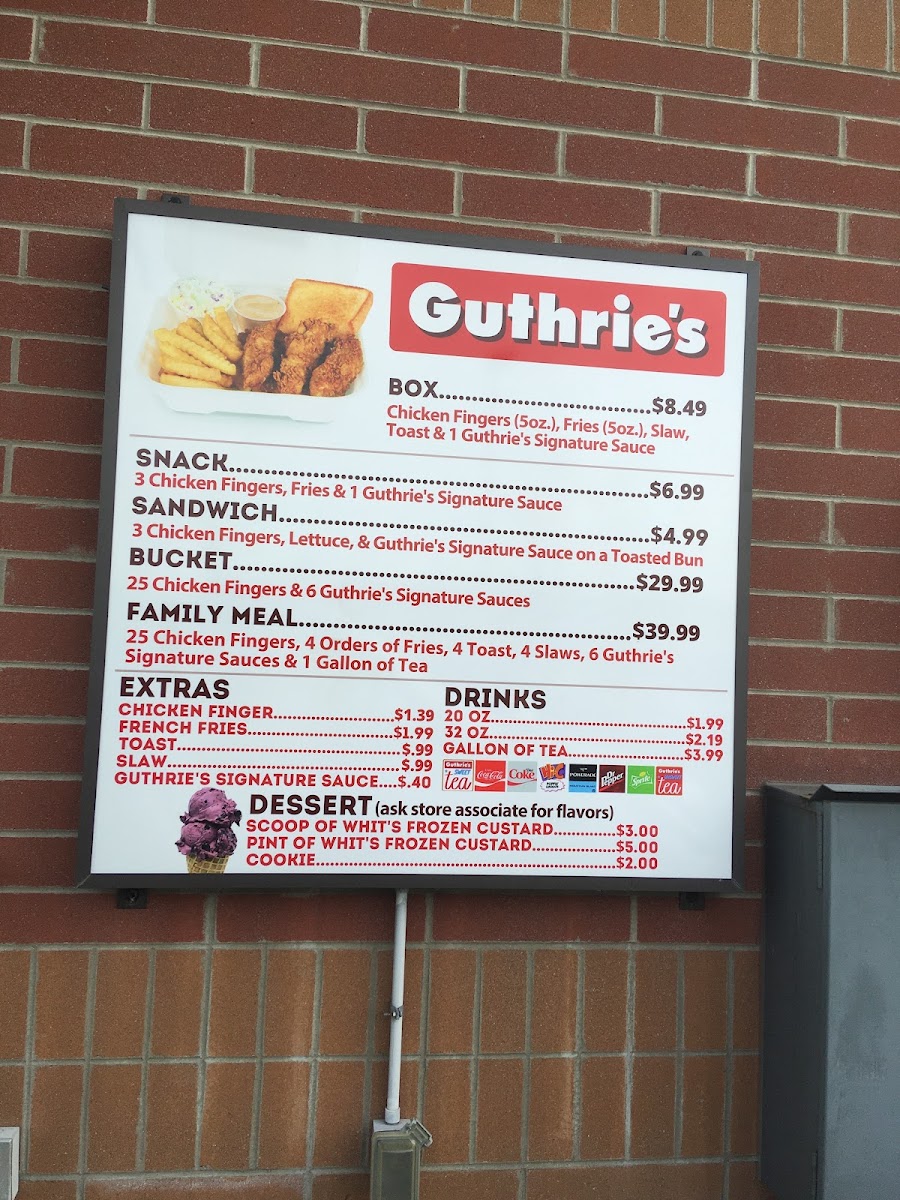 Guthrie's
BOX........................................$8.49
Chicken Fingers (5oz.), Fries (5oz.), Slaw,
Toast & 1 Guthrie's Signature Sauce
SNACK........................................$6.99
3 Chicken Fingers, Fries & 1 Guthrie's Signature Sauce
SANDWICH........................................$4.99
3 Chicken Fingers, Lettuce, & Guthrie's Signature Sauce on a Toasted Bun
BUCKET........................................$29.99
25 Chicken Fingers & 6 Guthrie's Signature Sauces
FAMILY MEAL........................................$39.99
25 Chicken Fingers, 4 Orders of Fries, 4 Toast, 4 Slaws, 6 Guthrie's
Signature Sauces & 1 Gallon of Tea
EXTRAS
CHICKEN FINGER........................$1.39
FRENCH FRIES........................$1.99
TOAST........................$.99
SLAW........................$.99
GUTHRIE'S SIGNATURE SAUCE....$.40
DRINKS
20 OZ........................$1.99
32 OZ........................$2.19
GALLON OF TEA........................$3.99
Guthrie's SWEET tea
Coca-Cola
Coke
POWERADE
Dr Pepper
Sprite
Guthrie's tea
DESSERT (ask store associate for flavors)
SCOOP OF WHIT'S FROZEN CUSTARD.............$3.00
PINT OF WHIT'S FROZEN CUSTARD.............$5.00
COOKIE........................$2.00